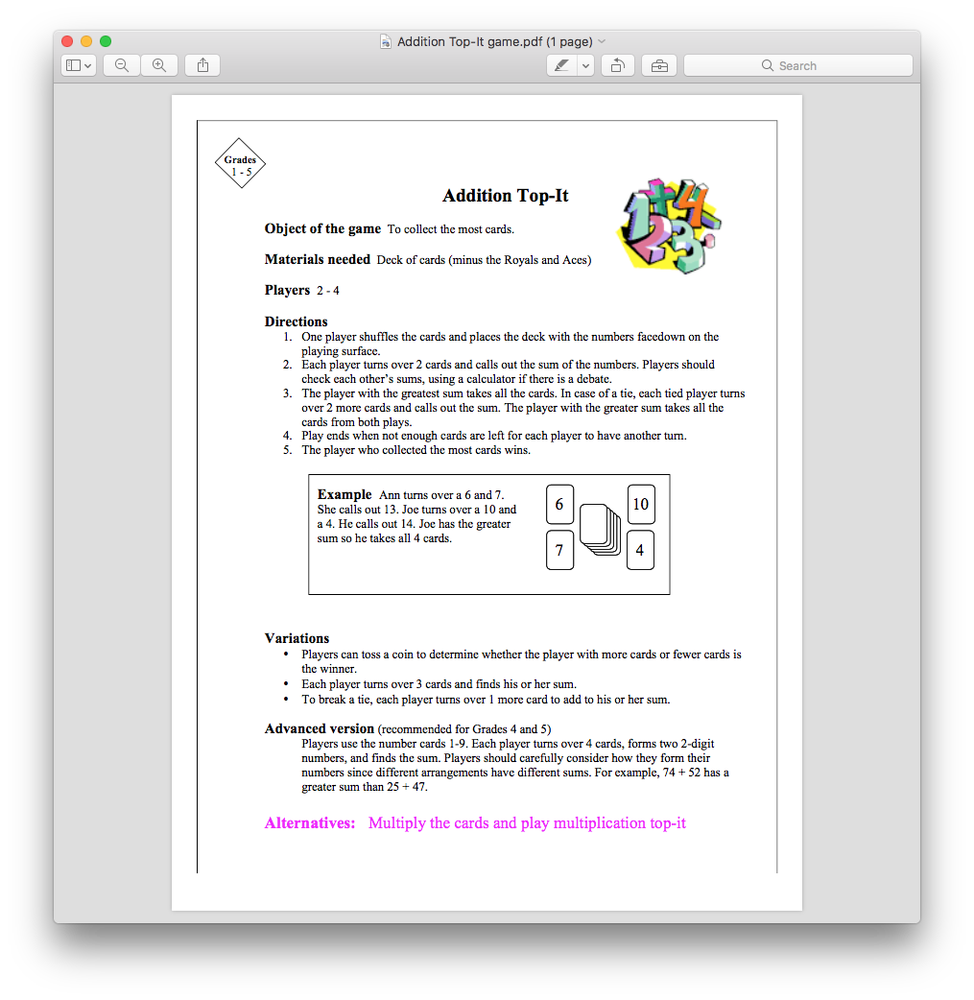 Addition Top-It game.pdf (1 page)
Search
Grades
1 - 5
Addition Top-It
1+4
23
Object of the game To collect the most cards.
Materials needed Deck of cards (minus the Royals and Aces)
Players 2 - 4
Directions
1. One player shuffles the cards and places the deck with the numbers facedown on the
playing surface.
2. Each player turns over 2 cards and calls out the sum of the numbers. Players should
check each other's sums, using a calculator if there is a debate.
3. The player with the greatest sum takes all the cards. In case of a tie, each tied player turns
over 2 more cards and calls out the sum. The player with the greater sum takes all the
cards from both plays.
4. Play ends when not enough cards are left for each player to have another turn.
5. The player who collected the most cards wins.
Example Ann turns over a 6 and 7.
She calls out 13. Joe turns over a 10 and
a 4. He calls out 14. Joe has the greater
sum so he takes all 4 cards.
6
10
7
4
Variations
• Players can toss a coin to determine whether the player with more cards or fewer cards is
the winner.
• Each player turns over 3 cards and finds his or her sum.
• To break a tie, each player turns over 1 more card to add to his or her sum.
Advanced version (recommended for Grades 4 and 5)
Players use the number cards 1-9. Each player turns over 4 cards, forms two 2-digit
numbers, and finds the sum. Players should carefully consider how they form their
numbers since different arrangements have different sums. For example, 74 + 52 has a
greater sum than 25 + 47.
Alternatives: Multiply the cards and play multiplication top-it